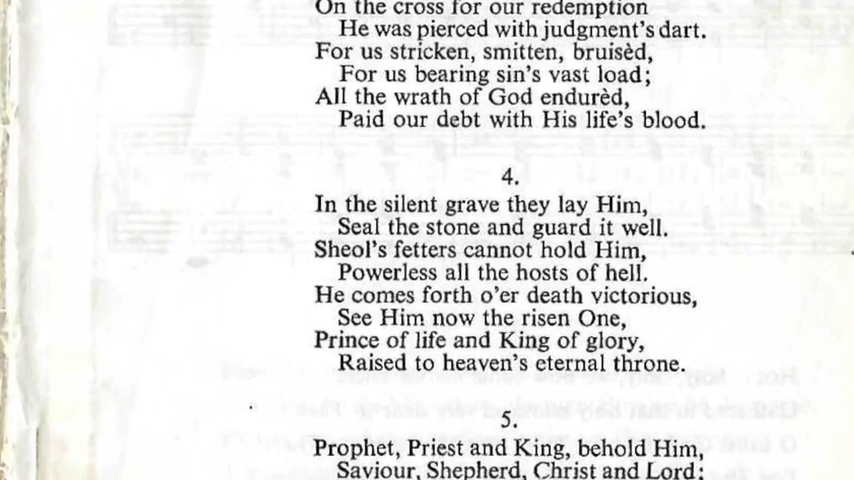 On the cross for our redemption
He was pierced with judgment's dart.
For us stricken, smitten, bruisèd,
For us bearing sin's vast load;
All the wrath of God endurèd,
Paid our debt with His life's blood.
4.
In the silent grave they lay Him,
Seal the stone and guard it well.
Sheol's fetters cannot hold Him,
Powerless all the hosts of hell.
He comes forth o'er death victorious,
See Him now the risen One,
Prince of life and King of glory,
Raised to heaven's eternal throne.
5.
Prophet, Priest and King, behold Him,
Saviour, Shepherd, Christ and Lord;